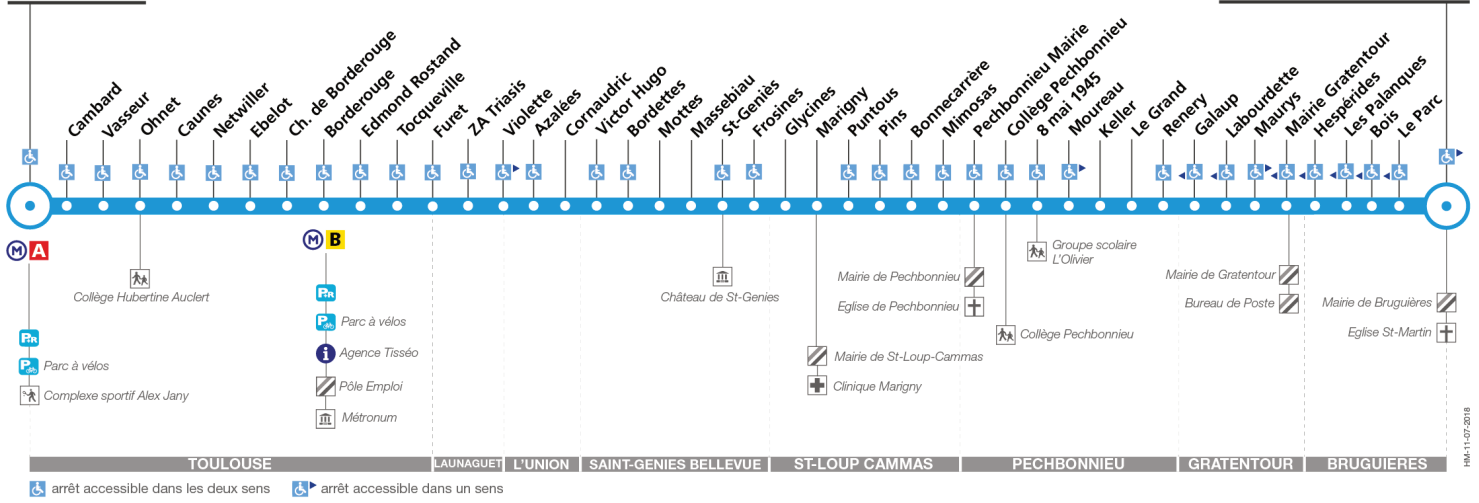 Cambard
Vasseur
Ohnet
Caunes
Netwiller
Ebelot
Ch. de Borderouge
Borderouge
Edmond Rostand
Tocqueville
Furet
ZA Triasis
Violette
Azalées
Cornaudric
Victor Hugo
Bordettes
Mottes
Massebiau
St-Geniès
Frosines
Glycines
Marigny
Puntous
Pins
Bonnecarrère
Mimosas
Pechbonnieu Mairie
Collège Pechbonnieu
8 mai 1945
Moureau
Keller
Le Grand
Renery
Galaup
Labourdette
Maurys
Mairie Gratentour
Hespérides
Les Palanques
Bois
Le Parc
M A
P+R
P
Parc à vélos
Complexe sportif Alex Jany
Collège Hubertine Auclert
M B
P+R
P
Parc à vélos
i
Agence Tisséo
Pôle Emploi
Métronum
Château de St-Genies
Mairie de St-Loup-Cammas
Clinique Marigny
Mairie de Pechbonnieu
Eglise de Pechbonnieu
Collège Pechbonnieu
Groupe scolaire
L'Olivier
Mairie de Gratentour
Bureau de Poste
Mairie de Bruguières
Eglise St-Martin
HM-11-07-2018
TOULOUSE
LAUNAGUET
L'UNION
SAINT-GENIES BELLEVUE
ST-LOUP CAMMAS
PECHBONNIEU
GRATENTOUR
BRUGUIERES
arrêt accessible dans les deux sens
arrêt accessible dans un sens